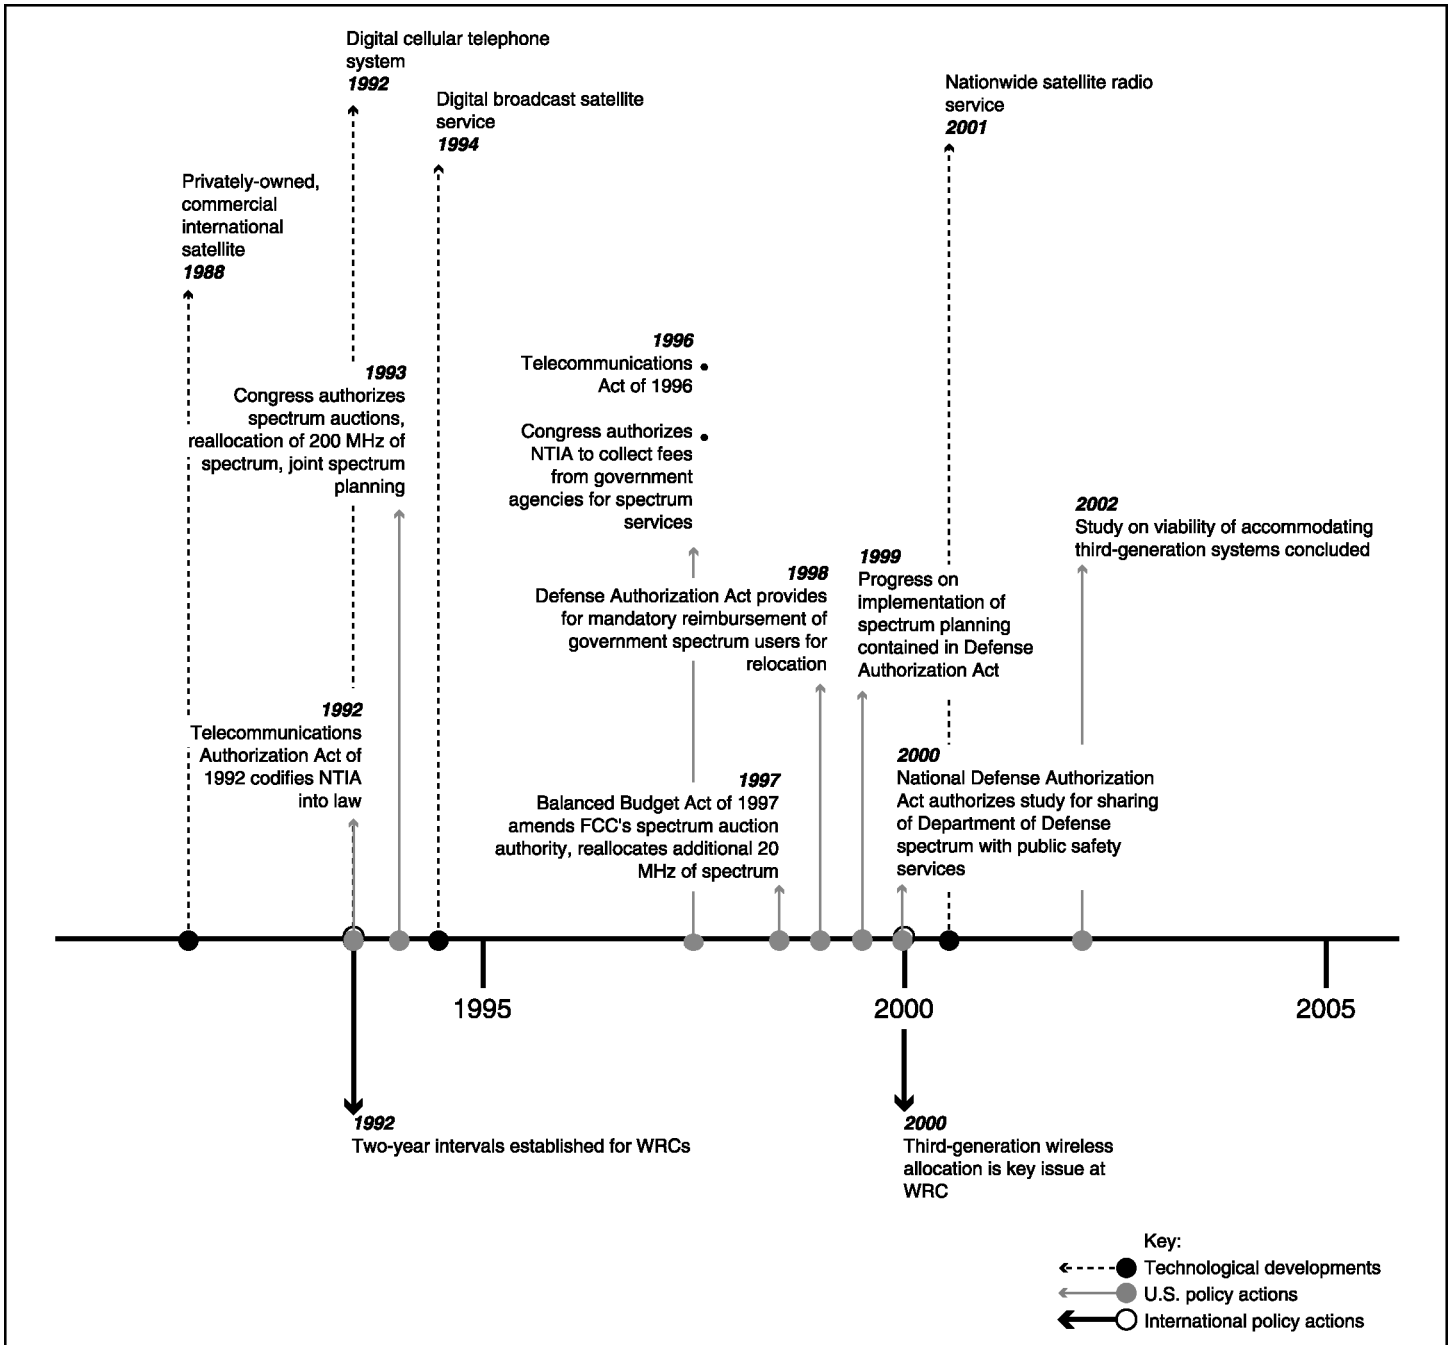 Digital cellular telephone
system
1992
Digital broadcast satellite
service
1994
Nationwide satellite radio
service
2001
Privately-owned,
commercial
international
satellite
1988
1996
Telecommunications
Act of 1996
Congress authorizes
NTIA to collect fees
from government
agencies for spectrum
services
1993
Congress authorizes
spectrum auctions,
reallocation of 200 MHz of
spectrum, joint spectrum
planning
2002
Study on viability of accommodating
third-generation systems concluded
1999
Progress on
implementation of
spectrum planning
contained in Defense
Authorization Act
1998
Defense Authorization Act provides
for mandatory reimbursement of
government spectrum users for
relocation
1992
Telecommunications
Authorization Act of
1992 codifies NTIA
into law
2000
National Defense Authorization
Act authorizes study for sharing
of Department of Defense
spectrum with public safety
services
1997
Balanced Budget Act of 1997
amends FCC's spectrum auction
authority, reallocates additional 20
MHz of spectrum
1995
2000
2005
1992
Two-year intervals established for WRCs
2000
Third-generation wireless
allocation is key issue at
WRC
Key:
Technological developments
U.S. policy actions
International policy actions